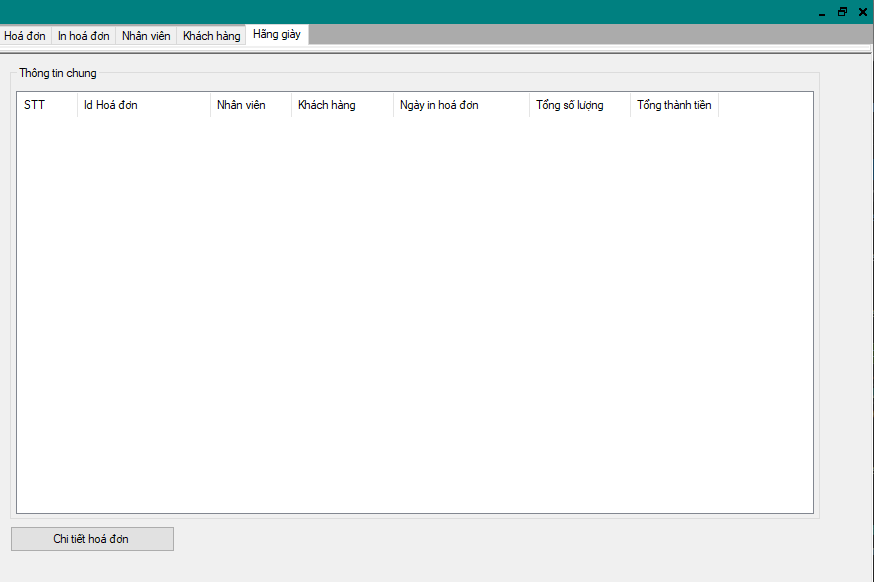 Hoá đơn In hoá đơn Nhân viên Khách hàng Hãng giày
Thông tin chung
STT Id Hoá đơn Nhân viên Khách hàng Ngày in hoá đơn Tổng số lượng Tổng thành tiền
Chi tiết hoá đơn